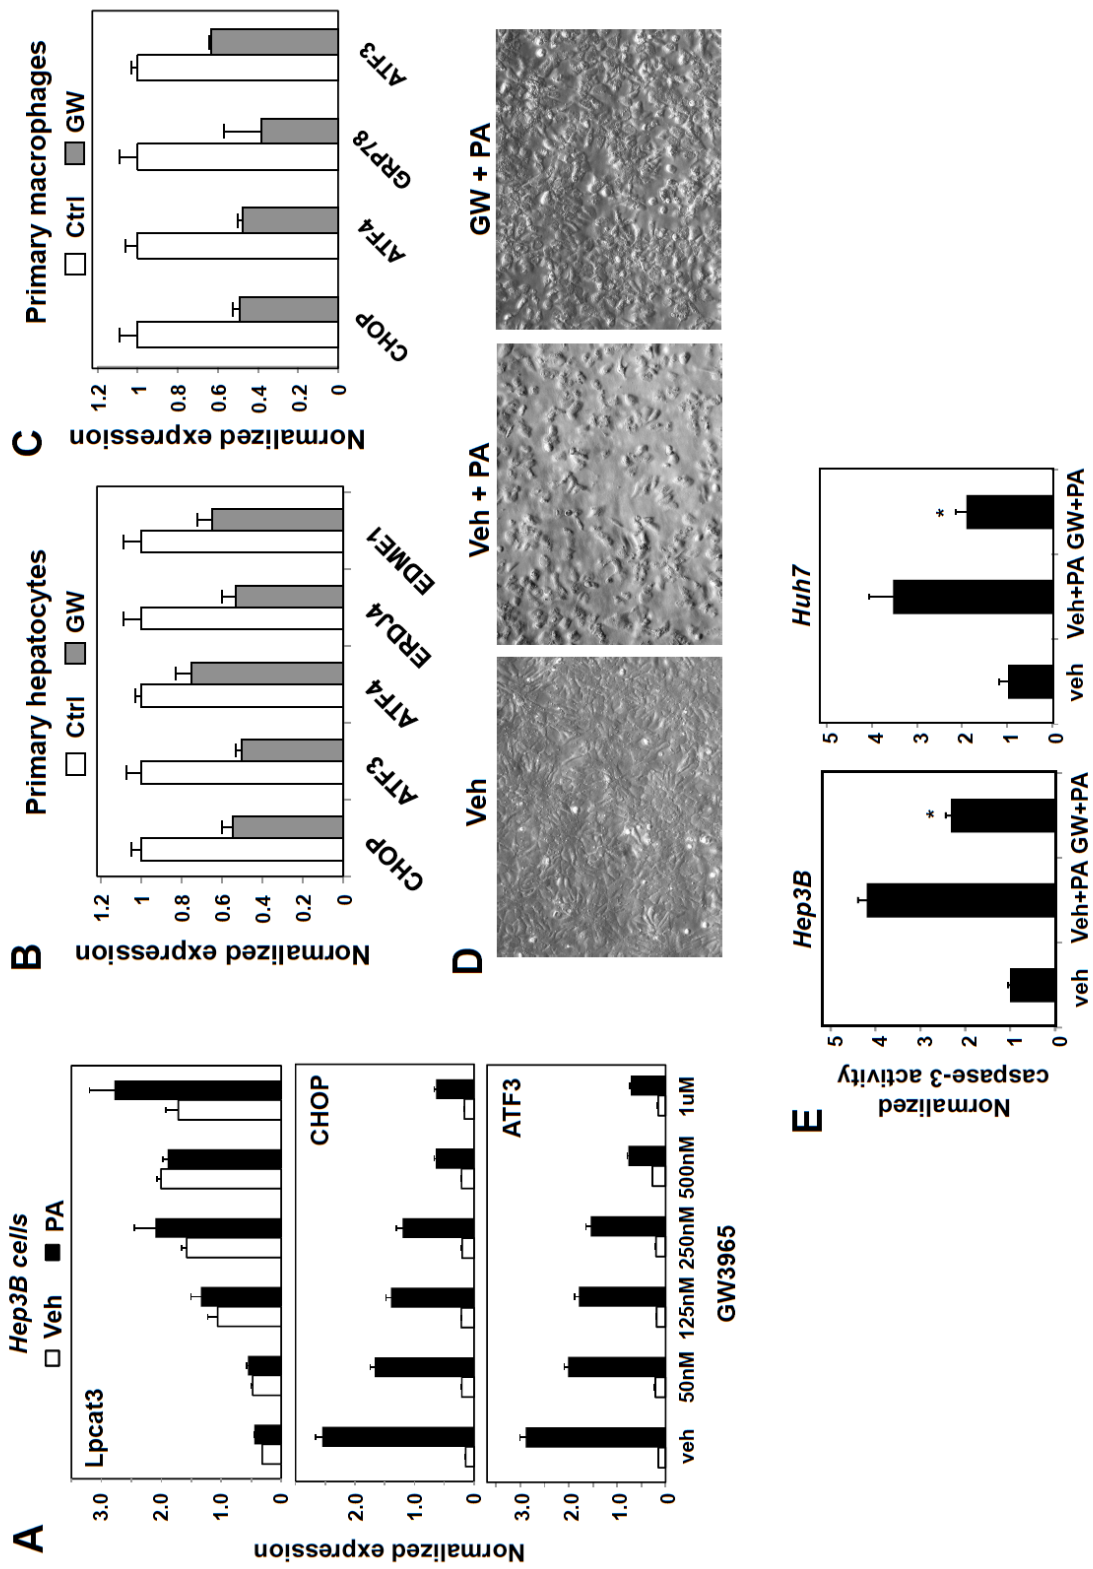 A
Hep3B cells
Veh PA
Lpcat3
3.0
2.0
1.0
0
CHOP
2.0
1.0
0
ATF3
3.0
2.0
1.0
0
Normalized expression
veh 50nM 125nM 250nM 500nM 1uM
GW3965
B
Primary hepatocytes
Ctrl GW
1.2
1
0.8
0.6
0.4
0.2
0
Normalized expression
CHOP ATF3 ATF4 ERDJ4 EDME1
C
Primary macrophages
Ctrl GW
1.2
1
0.8
0.6
0.4
0.2
0
Normalized expression
CHOP ATF4 GRP78 ATF3
D
Veh Veh + PA GW + PA
E
Hep3B
5
4
3
2
1
0
Normalized
caspase-3 activity
*
veh Veh+PA GW+PA
Huh7
5
4
3
2
1
0
*
veh Veh+PA GW+PA